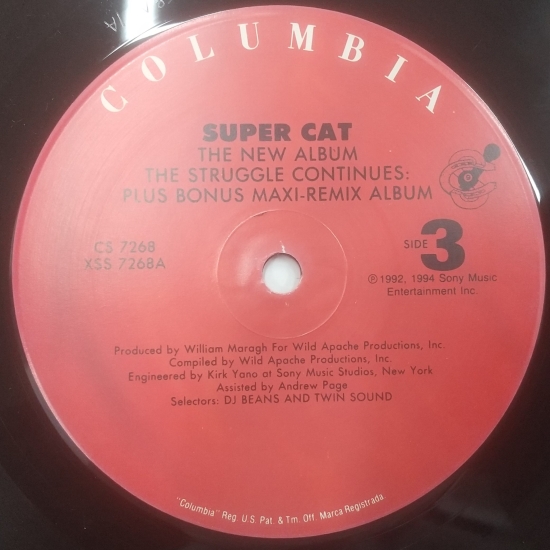 COLUMBIA
SUPER CAT
THE NEW ALBUM
THE STRUGGLE CONTINUES:
PLUS BONUS MAXI-REMIX ALBUM
CS 7268
XSS 7268A
SIDE 3
℗ 1992, 1994 Sony Music
Entertainment Inc.
Produced by William Maragh For Wild Apache Productions, Inc.
Compiled by Wild Apache Productions, Inc.
Engineered by Kirk Yano at Sony Music Studios, New York
Assisted by Andrew Page
Selectors: DJ BEANS AND TWIN SOUND
"Columbia" Reg. U.S. Pat. & Tm. Off. Marca Registrada.